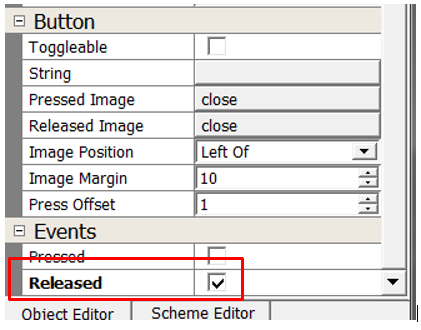 Button
Toggleable
String
Pressed Image close
Released Image close
Image Position Left Of
Image Margin 10
Press Offset 1
Events
Pressed
Released
Object Editor Scheme Editor